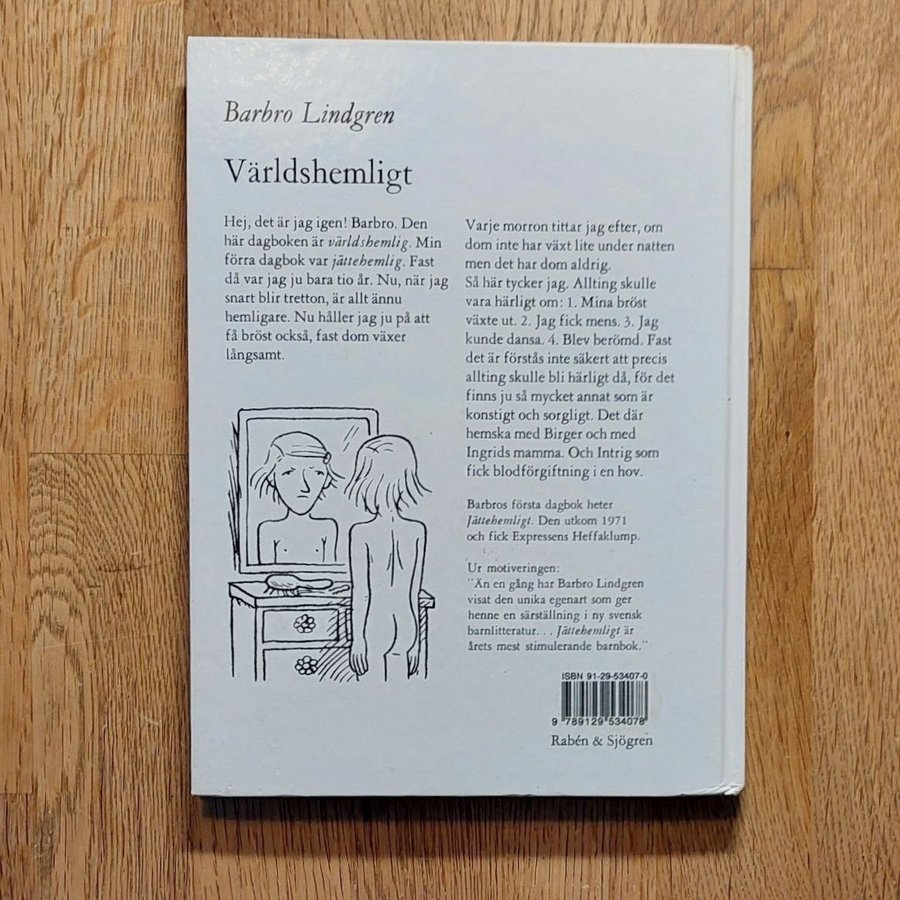 Barbro Lindgren
Världshemligt
Hej, det är jag igen! Barbro. Den
här dagboken är världshemlig. Min
förra dagbok var jättehemlig. Fast
då var jag ju bara tio år. Nu, när jag
snart blir tretton, är allt ännu
hemligare. Nu håller jag ju på att
få bröst också, fast dom växer
långsamt.
Varje morron tittar jag efter, om
dom inte har växt lite under natten
men det har dom aldrig.
Så här tycker jag. Allting skulle
vara härligt om: 1. Mina bröst
växte ut. 2. Jag fick mens. 3. Jag
kunde dansa. 4. Blev berömd. Fast
det är förstås inte säkert att precis
allting skulle bli härligt då, för det
finns ju så mycket annat som är
konstigt och sorgligt. Det där
hemska med Birger och med
Ingrids mamma. Och Intrig som
fick blodförgiftning i en hov.
Barbros första dagbok heter
Jättehemligt. Den utkom 1971
och fick Expressens Heffaklump.
Ur motiveringen:
”Än en gång har Barbro Lindgren
visat den unika egenart som ger
henne en särställning i ny svensk
barnlitteratur. . . Jättehemligt är
årets mest stimulerande barnbok.”
ISBN 91-29-53407-0
9 789129 534078
Rabén & Sjögren